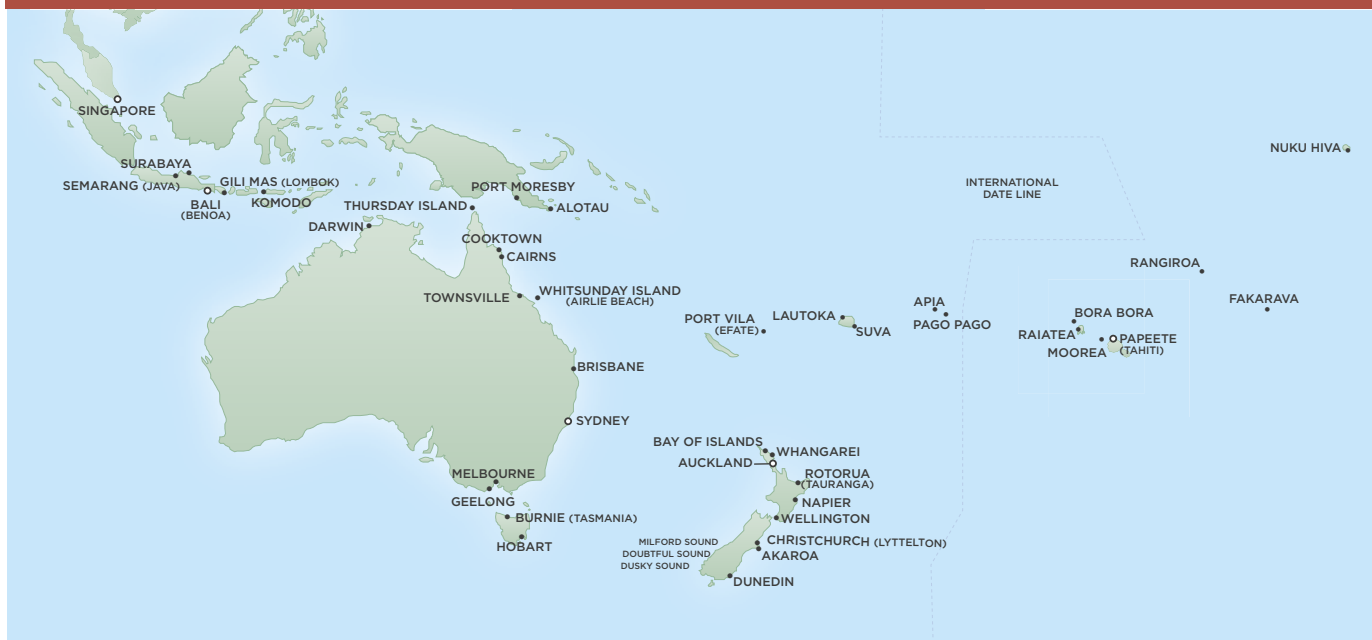 SINGAPORE
NUKU HIVA
SURABAYA
SEMARANG (JAVA)
GILI MAS (LOMBOK)
BALI
(BENOA)
KOMODO
PORT MORESBY
INTERNATIONAL
DATE LINE
THURSDAY ISLAND
ALOTAU
DARWIN
COOKTOWN
CAIRNS
RANGIROA
TOWNSVILLE
WHITSUNDAY ISLAND
(AIRLIE BEACH)
FAKARAVA
APIA
PAGO PAGO
BORA BORA
PORT VILA
(EFATE)
LAUTOKA
SUVA
RAIATEA
MOOREA
PAPEETE
(TAHITI)
BRISBANE
SYDNEY
BAY OF ISLANDS
WHANGAREI
AUCKLAND
MELBOURNE
GEELONG
ROTORUA
(TAURANGA)
NAPIER
BURNIE (TASMANIA)
WELLINGTON
HOBART
MILFORD SOUND
DOUBTFUL SOUND
DUSKY SOUND
CHRISTCHURCH (LYTTELTON)
AKAROA
DUNEDIN